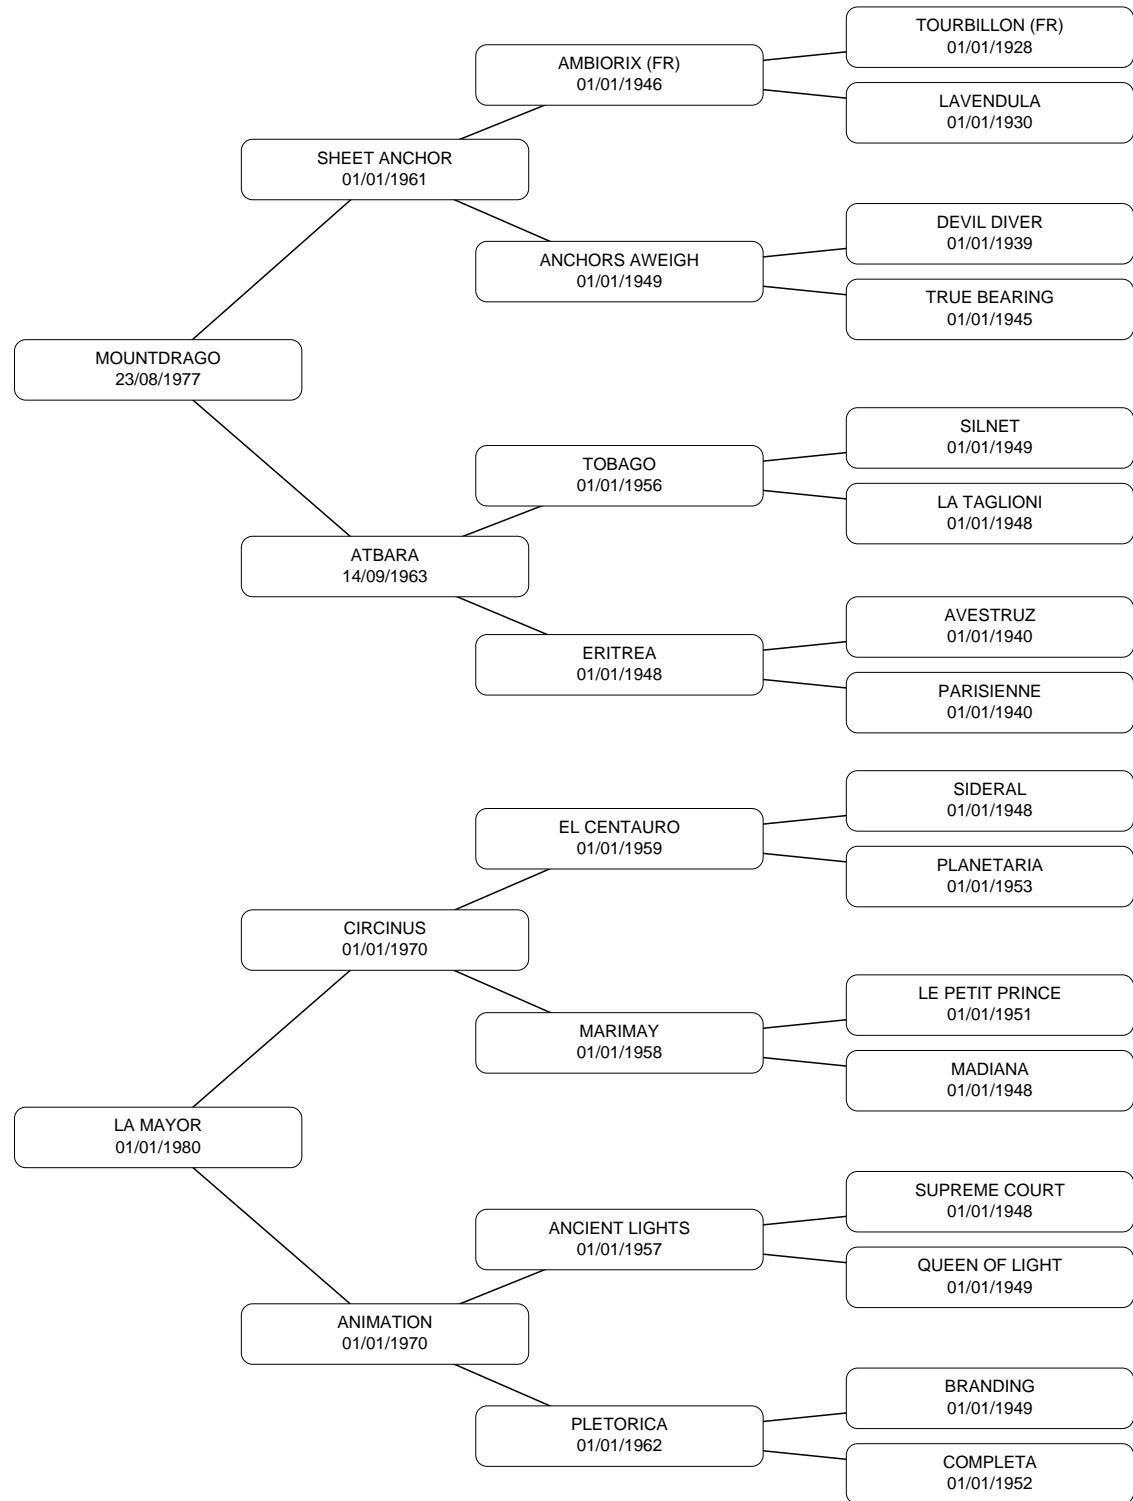 TOURBILLON (FR)
01/01/1928
AMBIORIX (FR)
01/01/1946
LAVENDULA
01/01/1930
SHEET ANCHOR
01/01/1961
DEVIL DIVER
01/01/1939
ANCHORS AWEIGH
01/01/1949
TRUE BEARING
01/01/1945
MOUNTDRAGO
23/08/1977
SILNET
01/01/1949
TOBAGO
01/01/1956
LA TAGLIONI
01/01/1948
ATBARA
14/09/1963
AVESTRUZ
01/01/1940
ERITREA
01/01/1948
PARISIENNE
01/01/1940
SIDERAL
01/01/1948
EL CENTAURO
01/01/1959
PLANETARIA
01/01/1953
CIRCINUS
01/01/1970
LE PETIT PRINCE
01/01/1951
MARIMAY
01/01/1958
MADIANA
01/01/1948
LA MAYOR
01/01/1980
SUPREME COURT
01/01/1948
ANCIENT LIGHTS
01/01/1957
QUEEN OF LIGHT
01/01/1949
ANIMATION
01/01/1970
BRANDING
01/01/1949
PLETORICA
01/01/1962
COMPLETA
01/01/1952